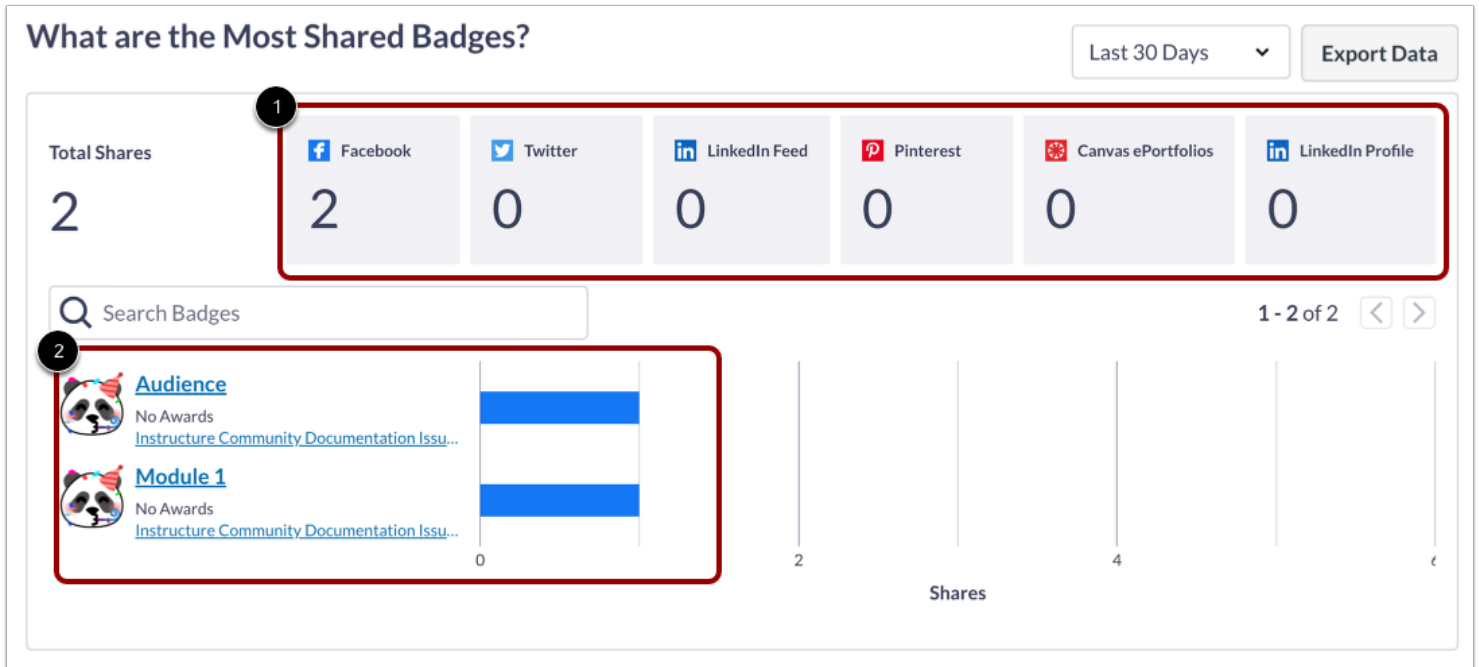 What are the Most Shared Badges?
Last 30 Days
Export Data
1
Total Shares
2
Facebook
2
Twitter
0
LinkedIn Feed
0
Pinterest
0
Canvas ePortfolios
0
LinkedIn Profile
0
Search Badges
1 - 2 of 2
2
Audience
No Awards
Instructure Community Documentation Issu...
Module 1
No Awards
Instructure Community Documentation Issu...
0 2 4
Shares